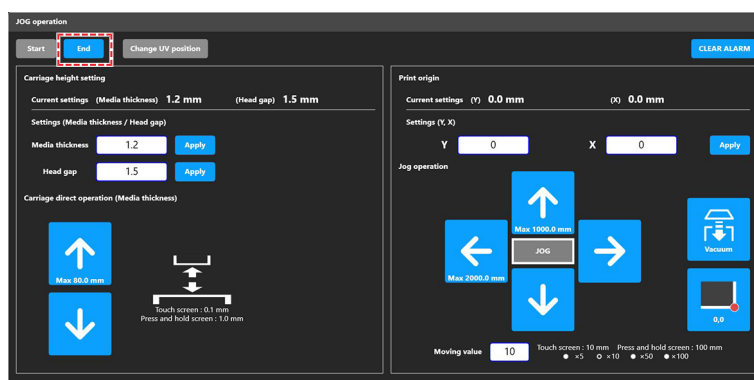 JOG operation
Start End Change UV position CLEAR ALARM
Carriage height setting
Current settings (Media thickness) 1.2 mm (Head gap) 1.5 mm
Settings (Media thickness / Head gap)
Media thickness 1.2 Apply
Head gap 1.5 Apply
Carriage direct operation (Media thickness)
Max 80.0 mm
Touch screen : 0.1 mm
Press and hold screen : 1.0 mm
Print origin
Current settings (Y) 0.0 mm (X) 0.0 mm
Settings (Y, X)
Y 0 X 0 Apply
Jog operation
Max 1000.0 mm
JOG
Max 2000.0 mm
Vacuum
0,0
Moving value 10 Touch screen : 10 mm Press and hold screen : 100 mm
×5 ×10 ×50 ×100